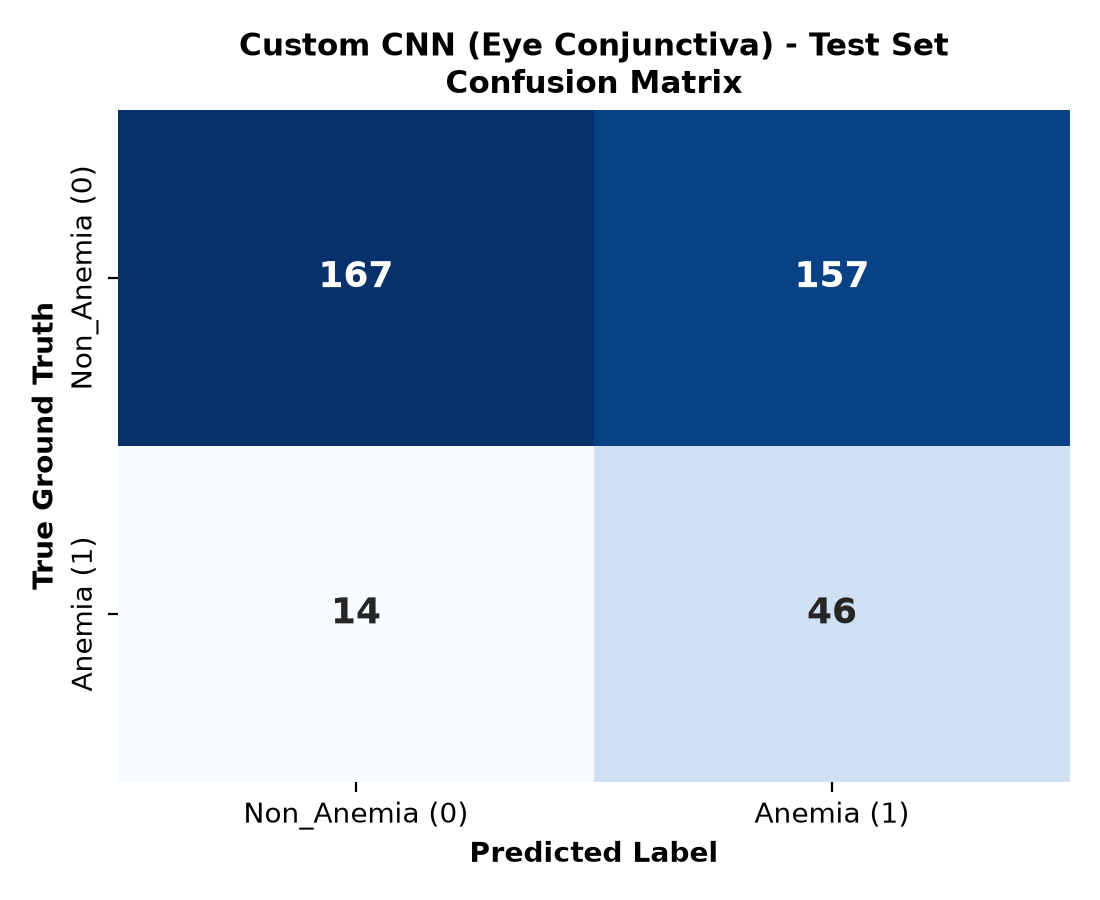 Custom CNN (Eye Conjunctiva) - Test Set
Confusion Matrix
True Ground Truth
Non_Anemia (0)
167
157
Anemia (1)
14
46
Non_Anemia (0)
Anemia (1)
Predicted Label